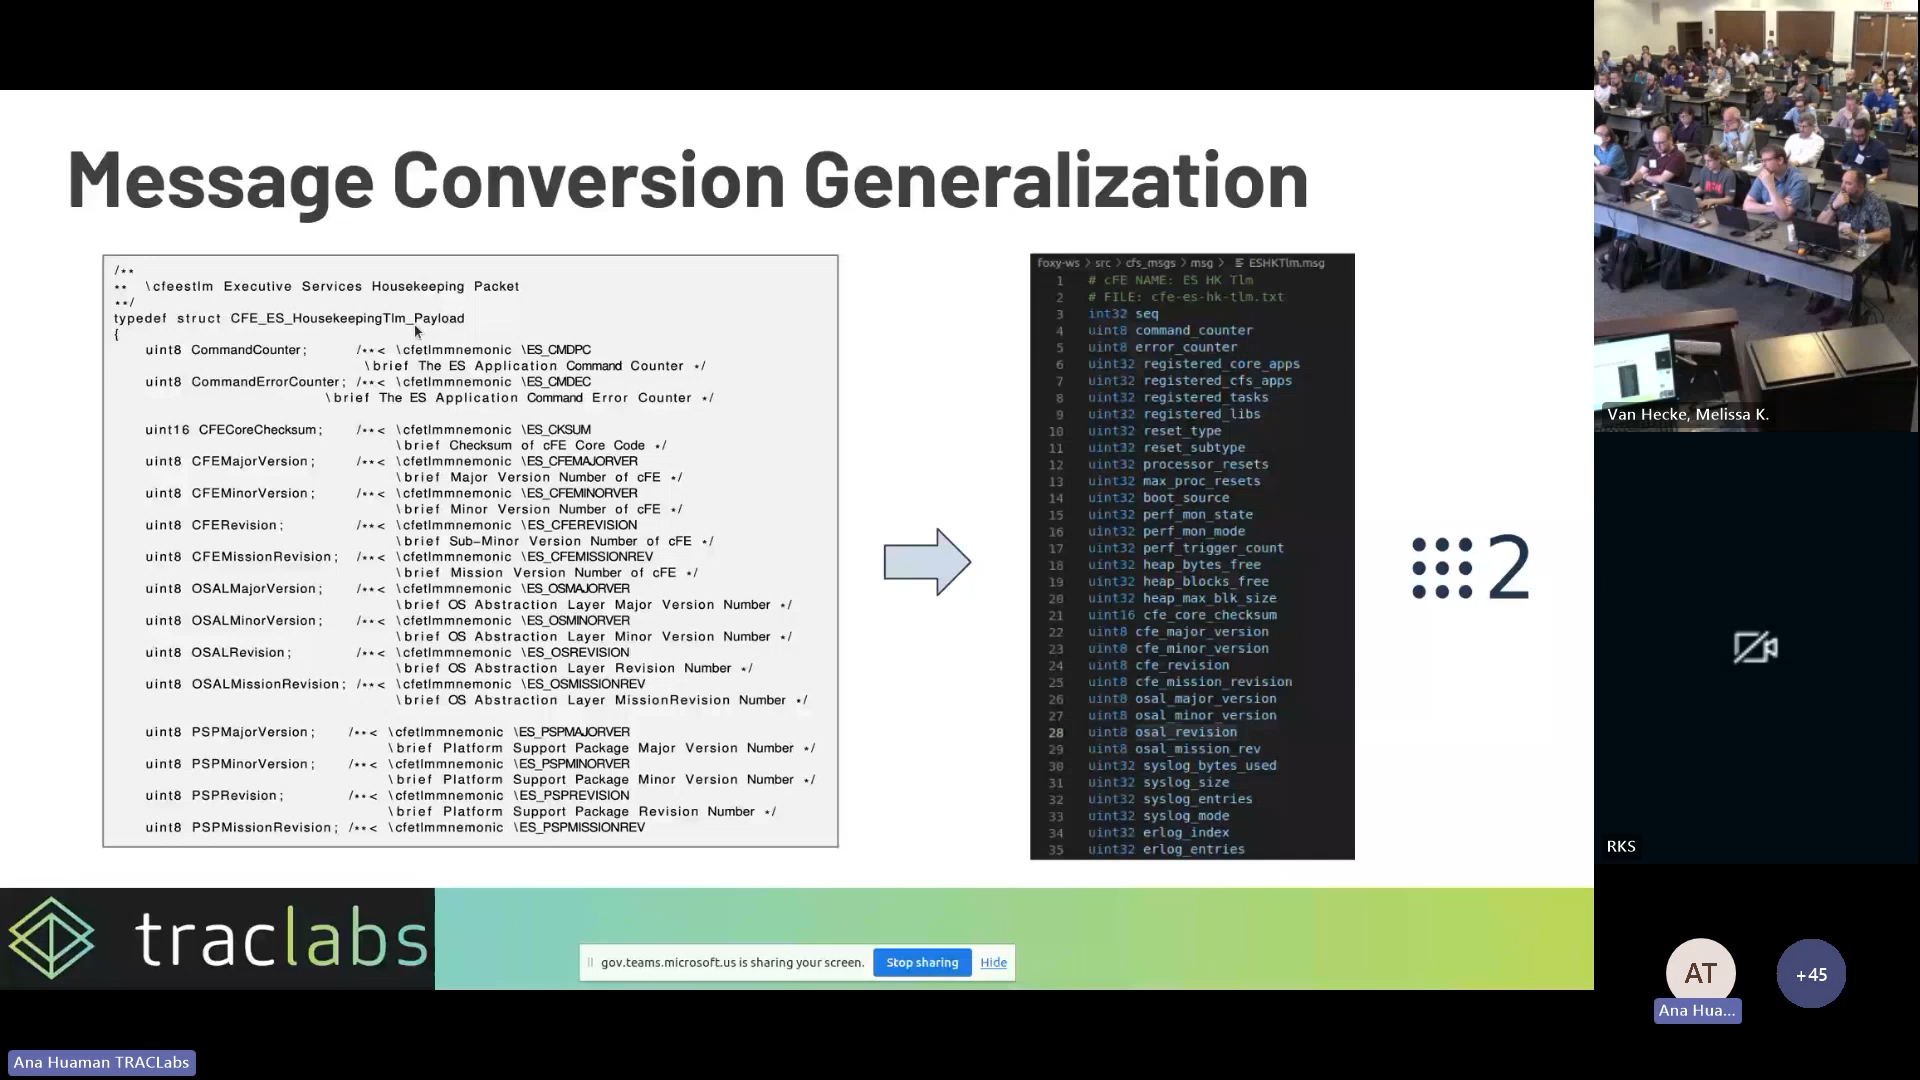 Message Conversion Generalization
/**
** \cfeestlm Executive Services Housekeeping Packet
**/
typedef struct CFE_ES_HousekeepingTlm_Payload
{
uint8 CommandCounter; /**< \cfetlmmnemonic \ES_CMDPC
\brief The ES Application Command Counter */
uint8 CommandErrorCounter; /**< \cfetlmmnemonic \ES_CMDEC
\brief The ES Application Command Error Counter */
uint16 CFECoreChecksum; /**< \cfetlmmnemonic \ES_CKSUM
\brief Checksum of cFE Core Code */
uint8 CFEMajorVersion; /**< \cfetlmmnemonic \ES_CFEMAJORVER
\brief Major Version Number of cFE */
uint8 CFEMinorVersion; /**< \cfetlmmnemonic \ES_CFEMINORVER
\brief Minor Version Number of cFE */
uint8 CFERevision; /**< \cfetlmmnemonic \ES_CFEREVISION
\brief Sub-Minor Version Number of cFE */
uint8 CFEMissionRevision; /**< \cfetlmmnemonic \ES_CFEMISSIONREV
\brief Mission Version Number of cFE */
uint8 OSALMajorVersion; /**< \cfetlmmnemonic \ES_OSMAJORVER
\brief OS Abstraction Layer Major Version Number */
uint8 OSALMinorVersion; /**< \cfetlmmnemonic \ES_OSMINORVER
\brief OS Abstraction Layer Minor Version Number */
uint8 OSALRevision; /**< \cfetlmmnemonic \ES_OSREVISION
\brief OS Abstraction Layer Revision Number */
uint8 OSALMissionRevision; /**< \cfetlmmnemonic \ES_OSMISSIONREV
\brief OS Abstraction Layer MissionRevision Number */
uint8 PSPMajorVersion; /**< \cfetlmmnemonic \ES_PSPMAJORVER
\brief Platform Support Package Major Version Number */
uint8 PSPMinorVersion; /**< \cfetlmmnemonic \ES_PSPMINORVER
\brief Platform Support Package Minor Version Number */
uint8 PSPRevision; /**< \cfetlmmnemonic \ES_PSPREVISION
\brief Platform Support Package Revision Number */
uint8 PSPMissionRevision; /**< \cfetlmmnemonic \ES_PSPMISSIONREV
foxy-ws > src > cfs_msgs > msg > ESHKTlm.msg
1 # cFE NAME: ES HK Tlm
2 # FILE: cfe-es-hk-tlm.txt
3 int32 seq
4 uint8 command_counter
5 uint8 error_counter
6 uint32 registered_core_apps
7 uint32 registered_cfs_apps
8 uint32 registered_tasks
9 uint32 registered_libs
10 uint32 reset_type
11 uint32 reset_subtype
12 uint32 processor_resets
13 uint32 max_proc_resets
14 uint32 boot_source
15 uint32 perf_mon_state
16 uint32 perf_mon_mode
17 uint32 perf_trigger_count
18 uint32 heap_bytes_free
19 uint32 heap_blocks_free
20 uint32 heap_max_blk_size
21 uint16 cfe_core_checksum
22 uint8 cfe_major_version
23 uint8 cfe_minor_version
24 uint8 cfe_revision
25 uint8 cfe_mission_revision
26 uint8 osal_major_version
27 uint8 osal_minor_version
28 uint8 osal_revision
29 uint8 osal_mission_rev
30 uint32 syslog_bytes_used
31 uint32 syslog_size
32 uint32 syslog_entries
33 uint32 syslog_mode
34 uint32 erlog_index
35 uint32 erlog_entries
2
traclabs
gov.teams.microsoft.us is sharing your screen. Stop sharing Hide
Van Hecke, Melissa K.
RKS
AT
+45
Ana Hua...
Ana Huaman TRACLabs